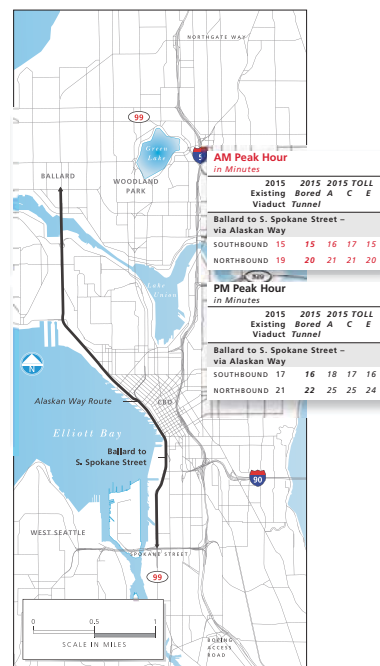 NORTHGATE WAY
99
Green
Lake
5
BALLARD
WOODLAND
PARK
AM Peak Hour
in Minutes
2015 2015 2015 TOLL
Existing Bored A C E
Viaduct Tunnel
Ballard to S. Spokane Street –
via Alaskan Way
SOUTHBOUND 15 15 16 17 15
NORTHBOUND 19 20 21 21 20
520
Lake
Union
PM Peak Hour
in Minutes
2015 2015 2015 TOLL
Existing Bored A C E
Viaduct Tunnel
Ballard to S. Spokane Street –
via Alaskan Way
SOUTHBOUND 17 16 18 17 16
NORTHBOUND 21 22 25 25 24
N
Alaskan Way Route
CBD
Elliott Bay
Ballard to
S. Spokane Street
90
WEST SEATTLE
SPOKANE STREET
99
0 0.5 1
SCALE IN MILES
BOEING
ACCESS
ROAD